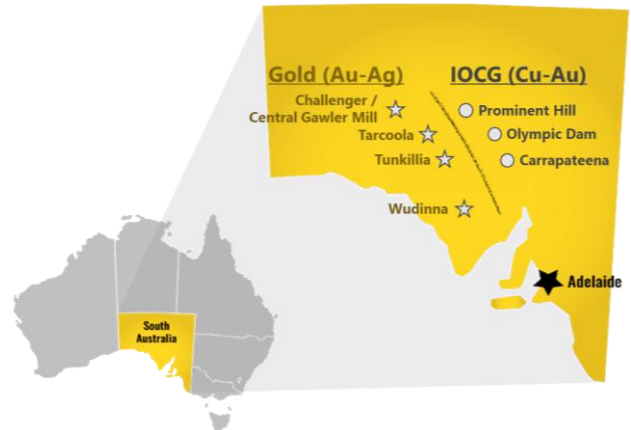 Gold (Au-Ag)
IOCG (Cu-Au)
Challenger /
Central Gawler Mill
Tarcoola
Tunkillia
Wudinna
Prominent Hill
Olympic Dam
Carrapateena
Adelaide
South
Australia